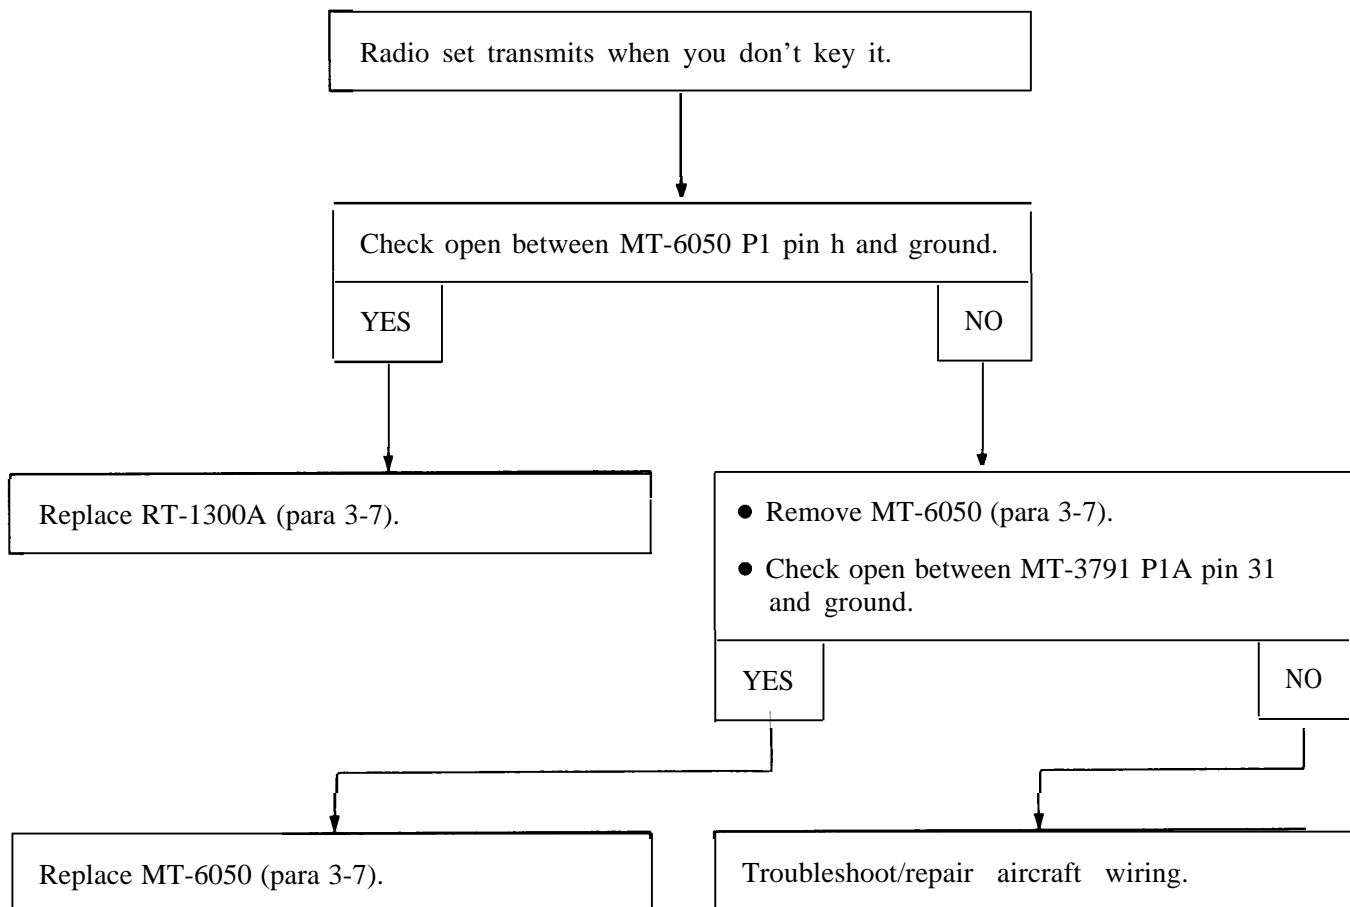 Radio set transmits when you don't key it.
Check open between MT-6050 P1 pin h and ground.
YES
NO
Replace RT-1300A (para 3-7).
● Remove MT-6050 (para 3-7).
● Check open between MT-3791 P1A pin 31
and ground.
YES
NO
Replace MT-6050 (para 3-7).
Troubleshoot/repair aircraft wiring.